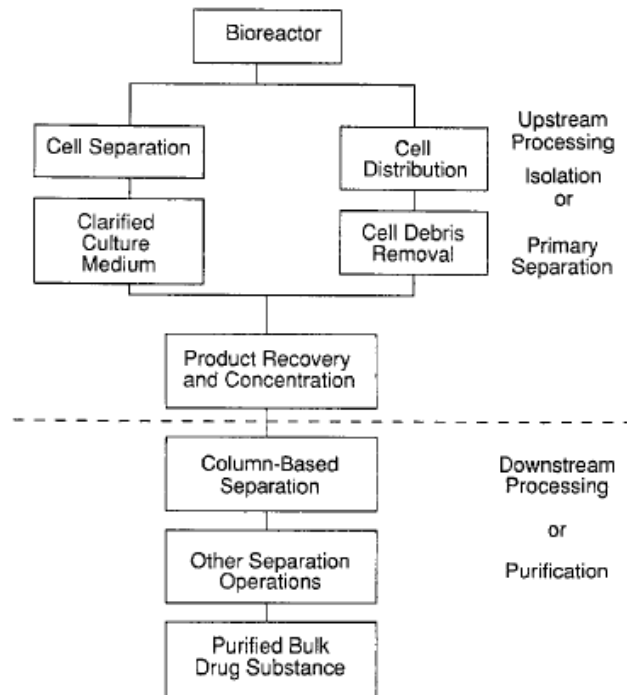 Bioreactor
Cell Separation
Cell
Distribution
Upstream
Processing
Isolation
or
Primary
Separation
Clarified
Culture
Medium
Cell Debris
Removal
Product Recovery
and Concentration
Column-Based
Separation
Downstream
Processing
or
Purification
Other Separation
Operations
Purified Bulk
Drug Substance